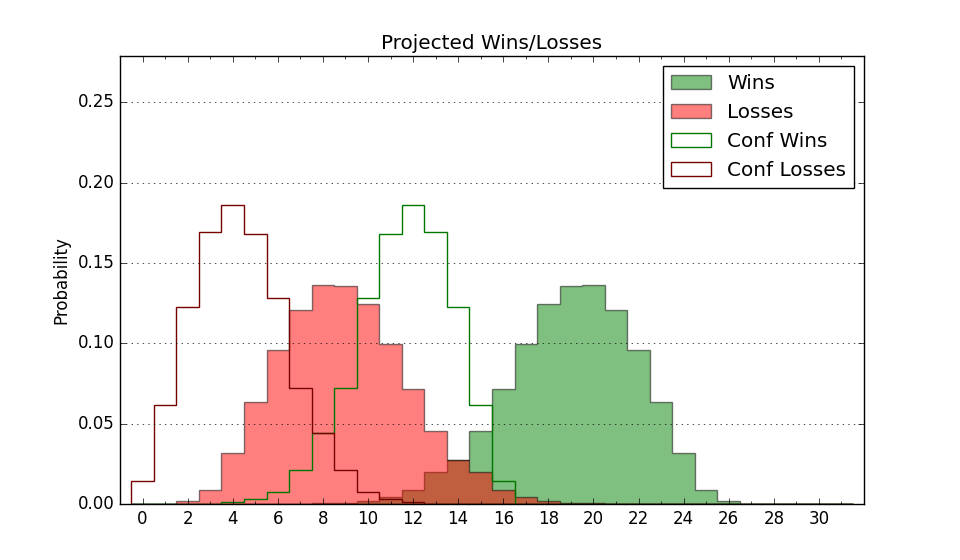 Projected Wins/Losses
Wins
Losses
Conf Wins
Conf Losses
Probability
0.25
0.20
0.15
0.10
0.05
0.00
0 2 4 6 8 10 12 14 16 18 20 22 24 26 28 30